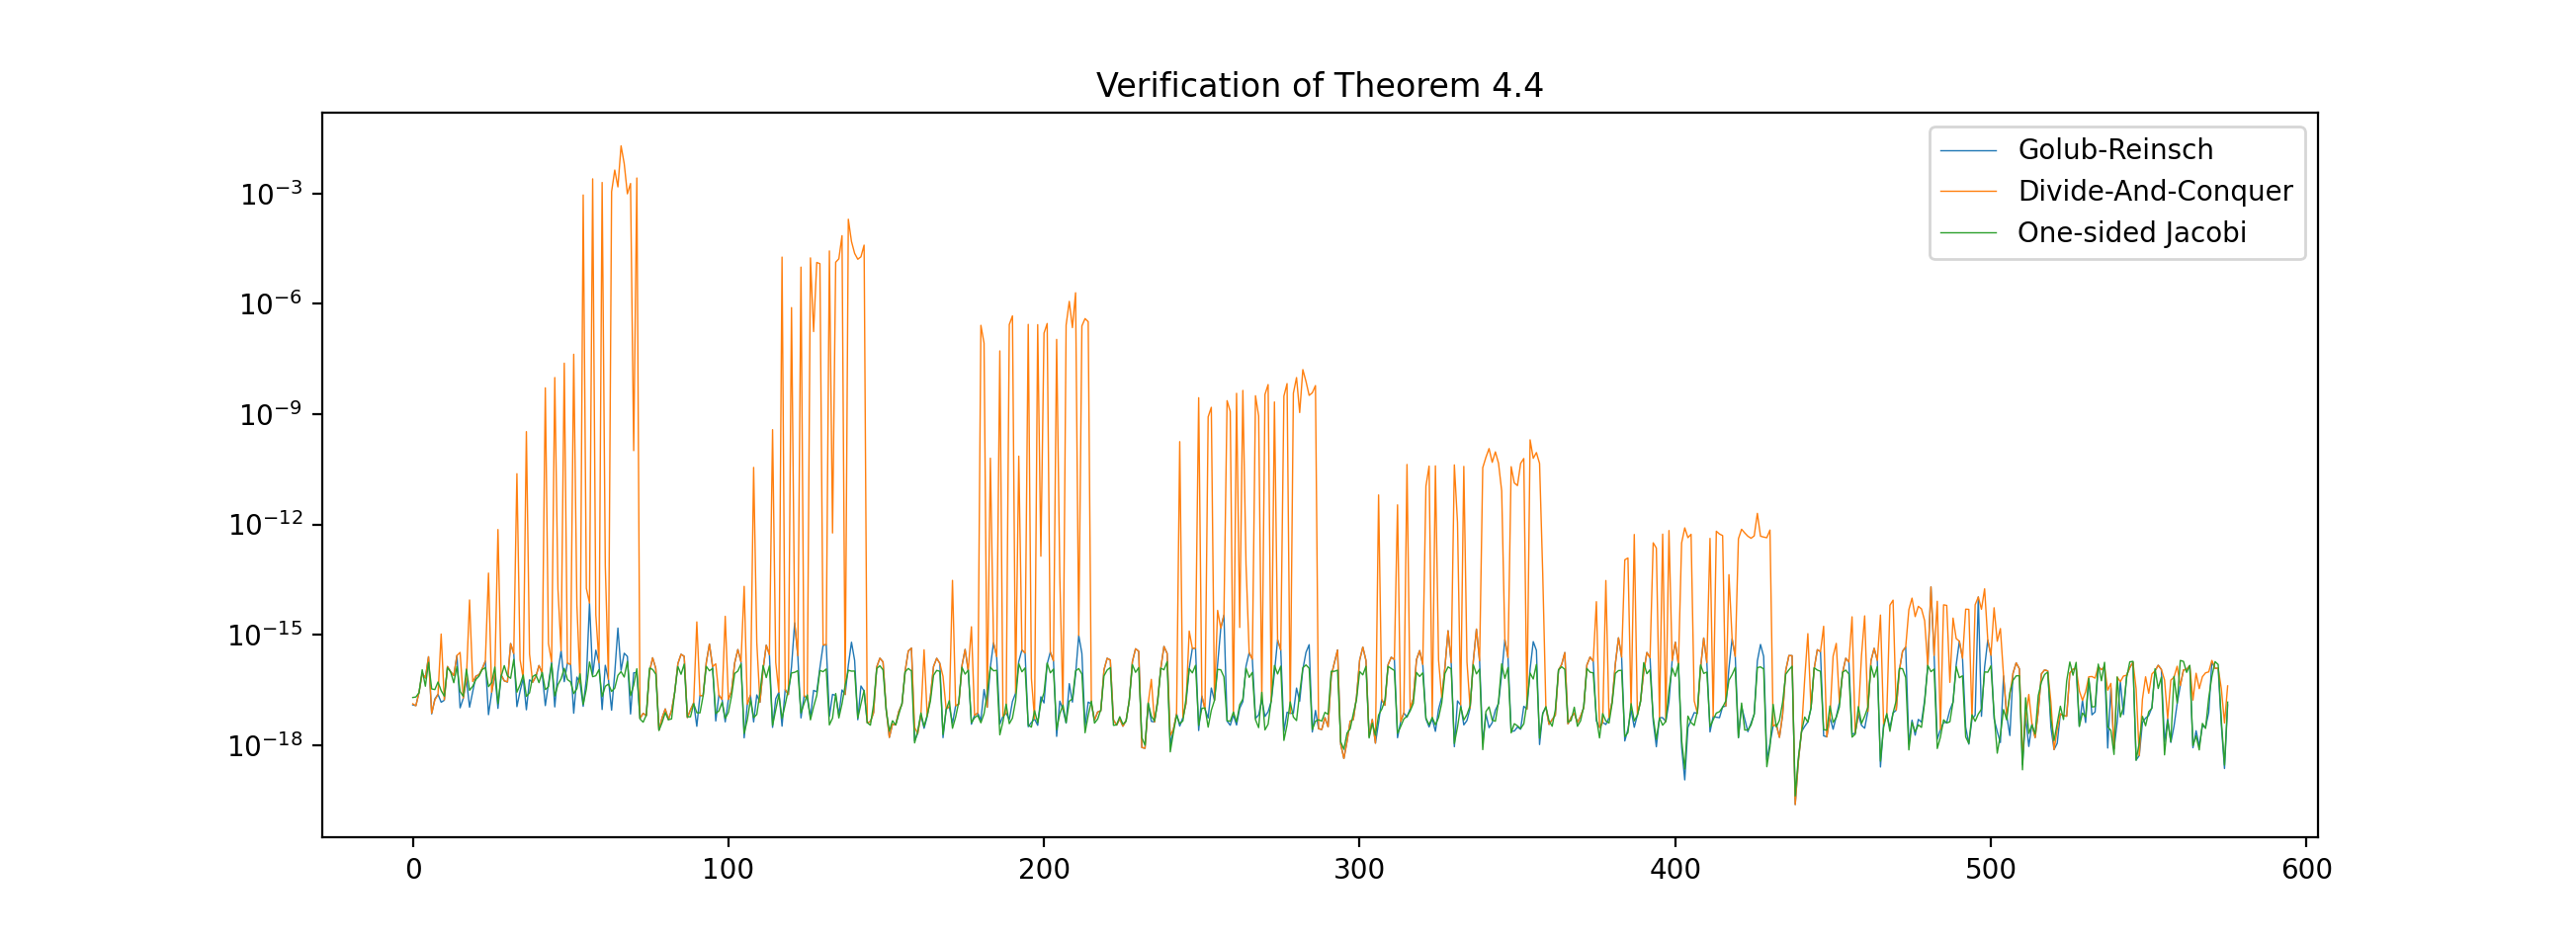 Verification of Theorem 4.4
Golub-Reinsch
Divide-And-Conquer
One-sided Jacobi
10⁻³
10⁻⁶
10⁻⁹
10⁻¹²
10⁻¹⁵
10⁻¹⁸
0 100 200 300 400 500 600